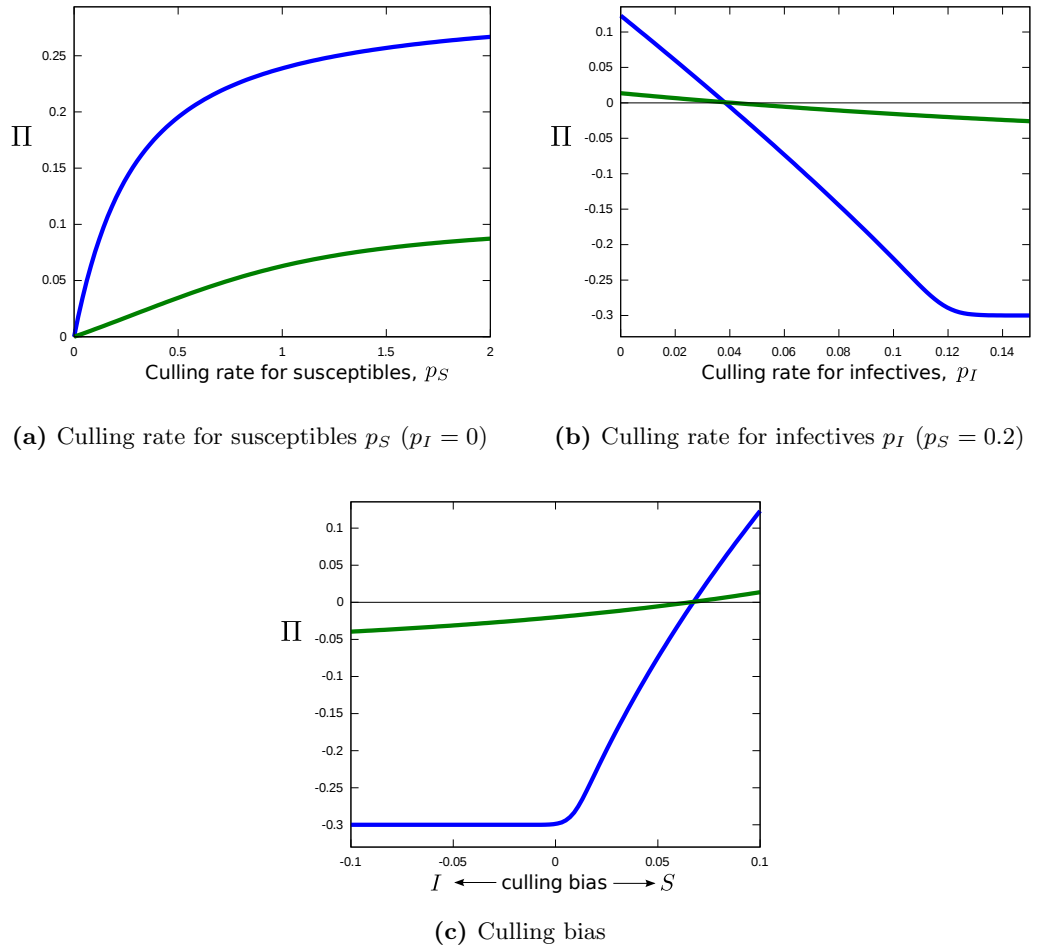 0.25
0.2
Π
0.15
0.1
0.05
0
0 0.5 1 1.5 2
Culling rate for susceptibles, p_S
0.1
0.05
0
Π
-0.05
-0.1
-0.15
-0.2
-0.25
-0.3
0 0.02 0.04 0.06 0.08 0.1 0.12 0.14
Culling rate for infectives, p_I
(a) Culling rate for susceptibles p_S (p_I = 0)
(b) Culling rate for infectives p_I (p_S = 0.2)
0.1
0.05
0
Π
-0.05
-0.1
-0.15
-0.2
-0.25
-0.3
-0.1 -0.05 0 0.05 0.1
I ← culling bias → S
(c) Culling bias